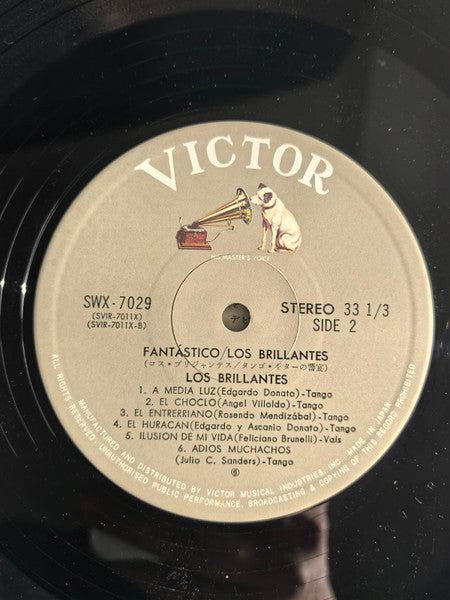 VICTOR
"HIS MASTER'S VOICE"
SWX-7029
(SVIR-7011X)
(SVIR-7011X-B)
STEREO 33 1/3
SIDE 2
FANTÁSTICO/LOS BRILLANTES
(ロス・ブリジャンテス/タンゴ・ギターの饗宴)
LOS BRILLANTES
1. A MEDIA LUZ(Edgardo Donato)-Tango
2. EL CHOCLO(Angel Villoldo)-Tango
3. EL ENTRERRIANO(Rosendo Mendizábal)-Tango
4. EL HURACAN(Edgardo y Ascanio Donato)-Tango
5. ILUSION DE MI VIDA(Feliciano Brunelli)-Vals
6. ADIOS MUCHACHOS
(Julio C. Sanders)-Tango
Ⓢ
MANUFACTURED AND DISTRIBUTED BY VICTOR MUSICAL INDUSTRIES, INC. MADE IN JAPAN
ALL RIGHTS RESERVED. UNAUTHORISED PUBLIC PERFORMANCE, BROADCASTING & COPYING OF THIS RECORD PROHIBITED